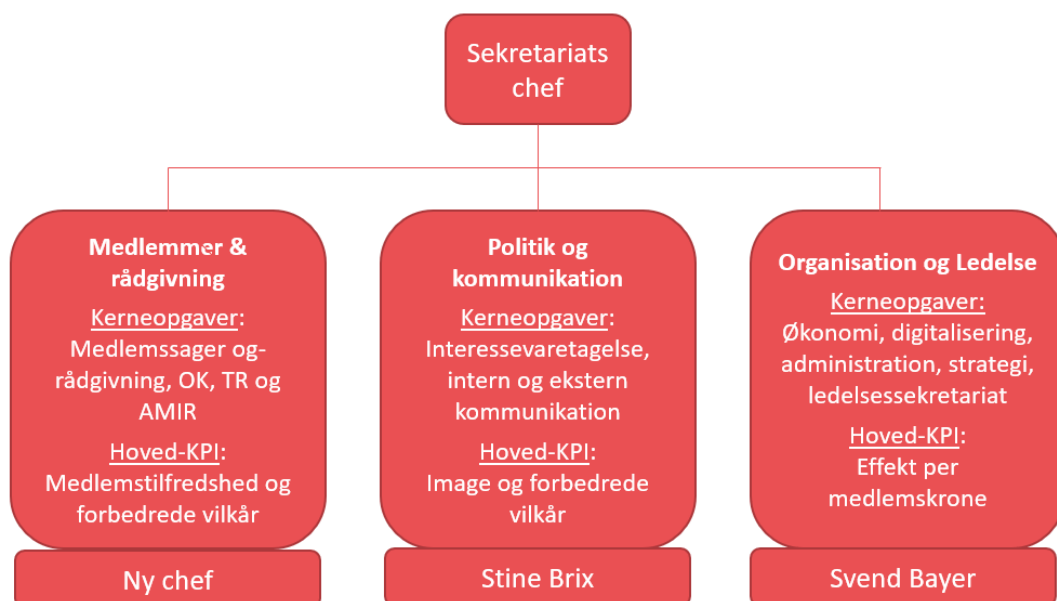 Sekretariats
chef
Medlemmer &
rådgivning
Kerneopgaver:
Medlemssager og-
rådgivning, OK, TR og
AMIR
Hoved-KPI:
Medlemstilfredshed og
forbedrede vilkår
Ny chef
Politik og
kommunikation
Kerneopgaver:
Interessevaretagelse,
intern og ekstern
kommunikation
Hoved-KPI:
Image og forbedrede
vilkår
Stine Brix
Organisation og Ledelse
Kerneopgaver:
Økonomi, digitalisering,
administration, strategi,
ledelsessekretariat
Hoved-KPI:
Effekt per
medlemskrone
Svend Bayer